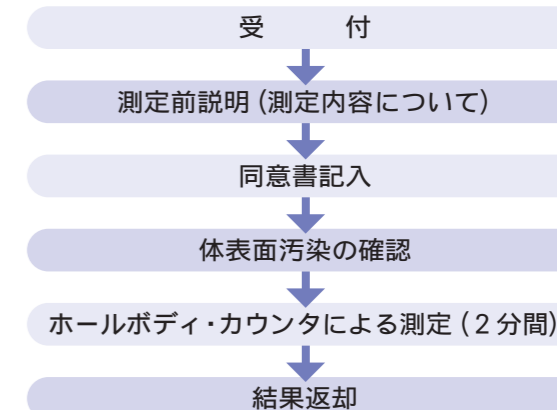 受　　　付
測定前説明（測定内容について）
同意書記入
体表面汚染の確認
ホールボディ・カウンタによる測定（２分間）
結果返却